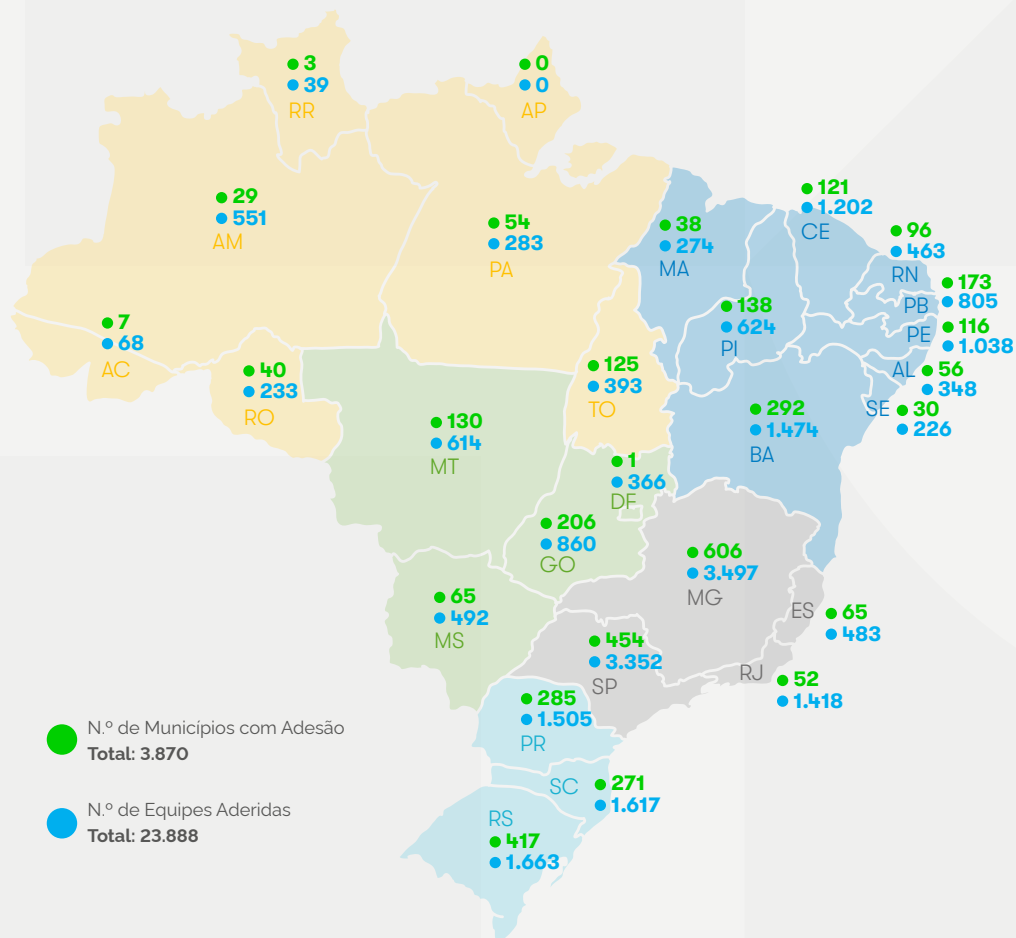 3
39
RR
0
0
AP
29
551
AM
54
283
PA
38
274
MA
121
1.202
CE
96
463
RN
173
805
PB
116
1.038
PE
138
624
PI
7
68
AC
40
233
RO
125
393
TO
56
348
AL
30
226
SE
292
1.474
BA
130
614
MT
1
366
DF
206
860
GO
606
3.497
MG
65
492
MS
65
483
ES
454
3.352
SP
52
1.418
RJ
285
1.505
PR
271
1.617
SC
RS
417
1.663
N.º de Municípios com Adesão
Total: 3.870
N.º de Equipes Aderidas
Total: 23.888